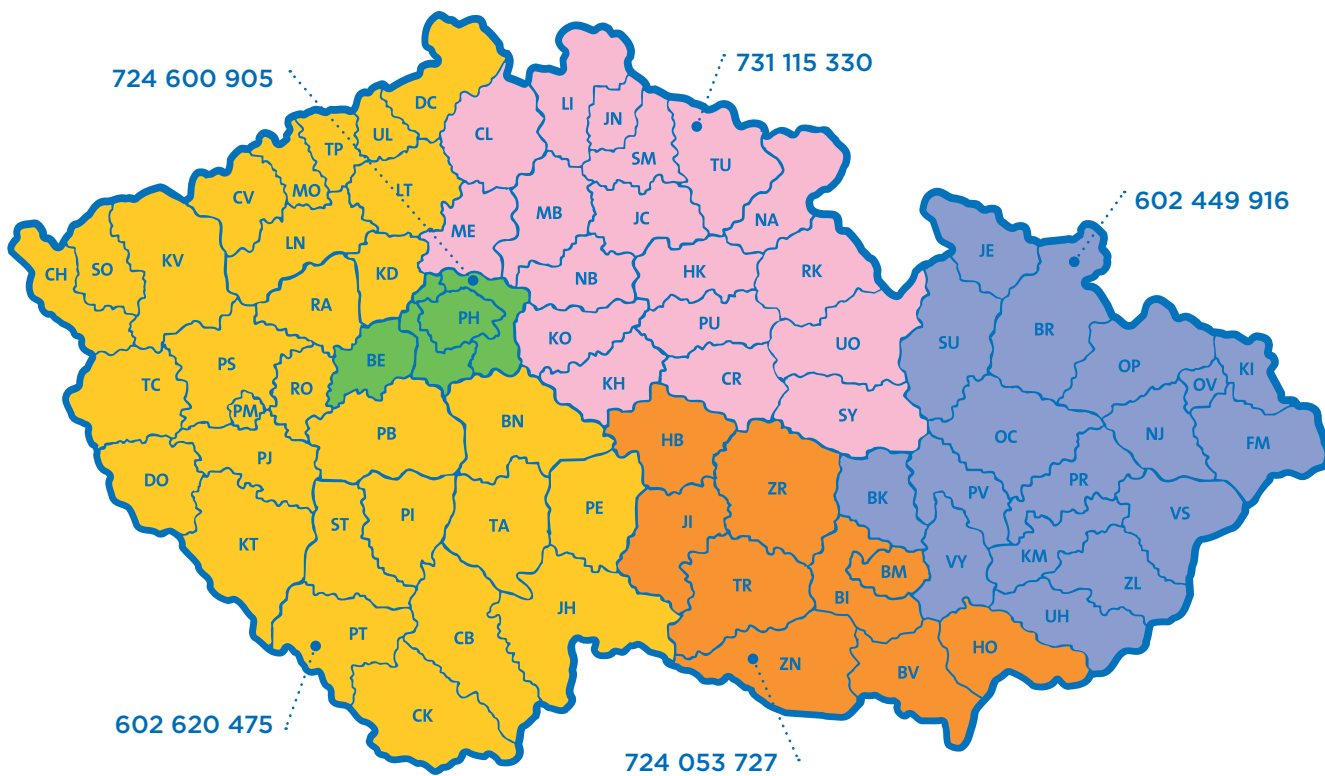 724 600 905
731 115 330
602 449 916
602 620 475
724 053 727
DC
LI
JN
UL
CL
TP
SM
TU
MO
LT
CV
MB
JC
NA
ME
LN
JE
CH
SO
KV
KD
NB
HK
RK
RA
PH
PU
BR
KO
UO
SU
BE
PS
OP
KI
OV
TC
RO
KH
CR
PM
SY
PB
BN
HB
OC
NJ
FM
PJ
DO
ZR
BK
PV
PR
PE
VS
ST
PI
TA
JI
KT
KM
VY
BM
ZL
TR
BI
JH
UH
PT
CB
HO
ZN
BV
CK